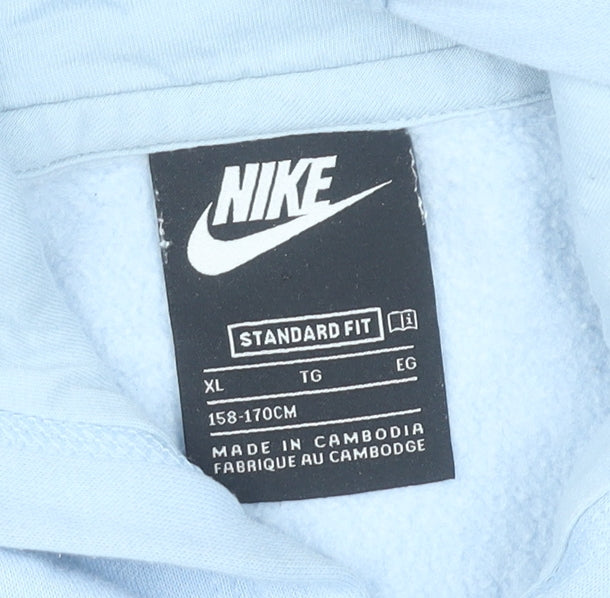 NIKE
STANDARD FIT
XL TG EG
158-170CM
MADE IN CAMBODIA
FABRIQUE AU CAMBODGE